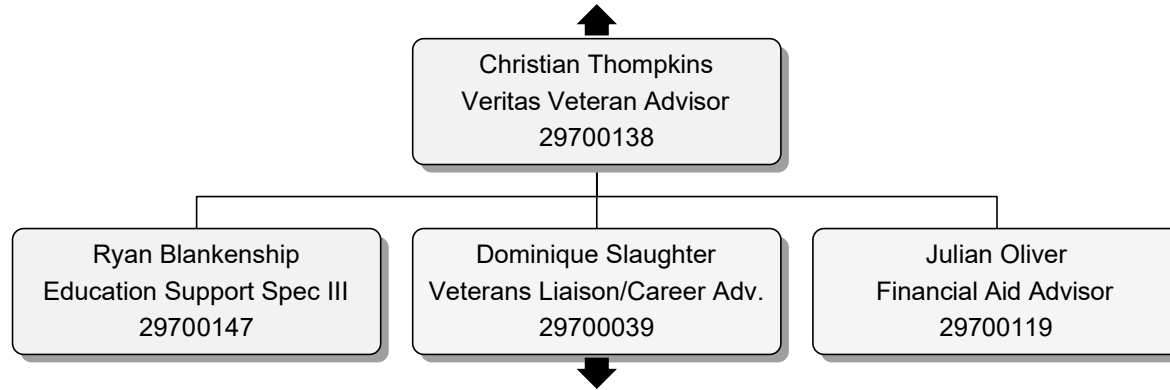 Christian Thompkins
Veritas Veteran Advisor
29700138
Ryan Blankenship
Education Support Spec III
29700147
Dominique Slaughter
Veterans Liaison/Career Adv.
29700039
Julian Oliver
Financial Aid Advisor
29700119